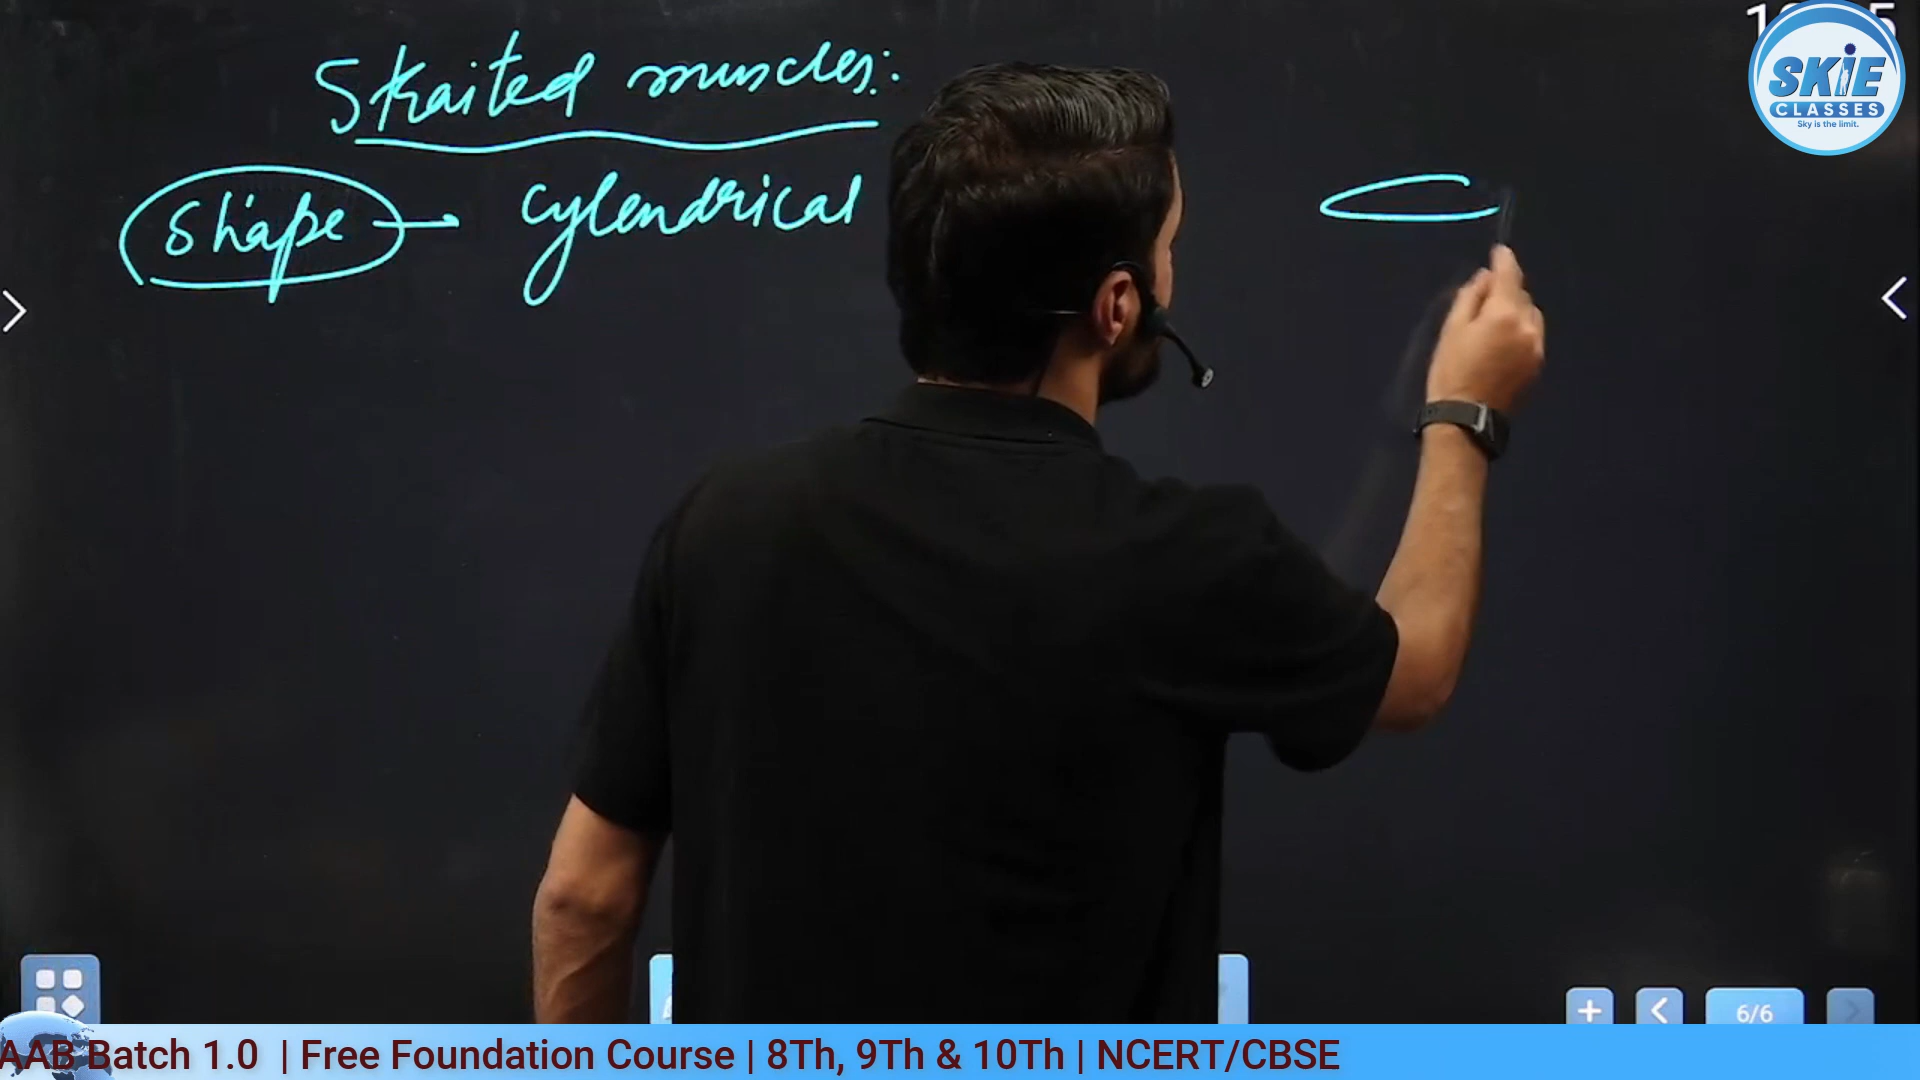 Straited muscles:
SKiE
CLASSES
Sky is the limit.
shape → cylendrical
6/6
AAB Batch 1.0 | Free Foundation Course | 8Th, 9Th & 10Th | NCERT/CBSE